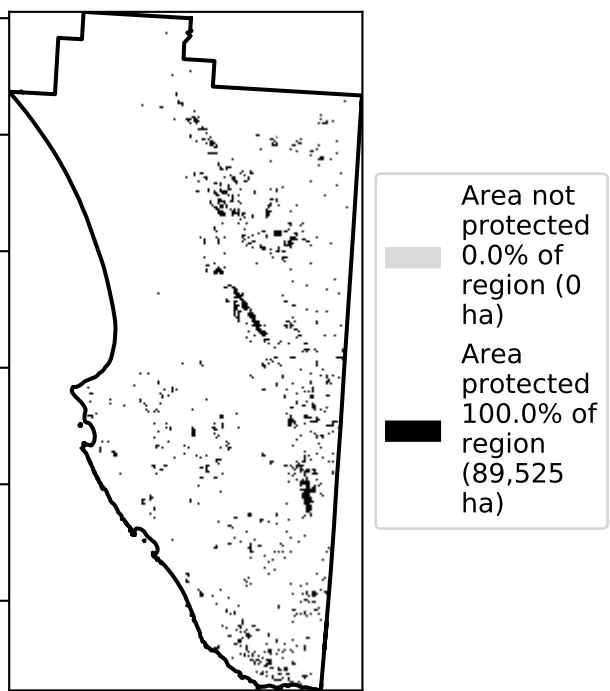 Area not
protected
0.0% of
region (0
ha)
Area
protected
100.0% of
region
(89,525
ha)